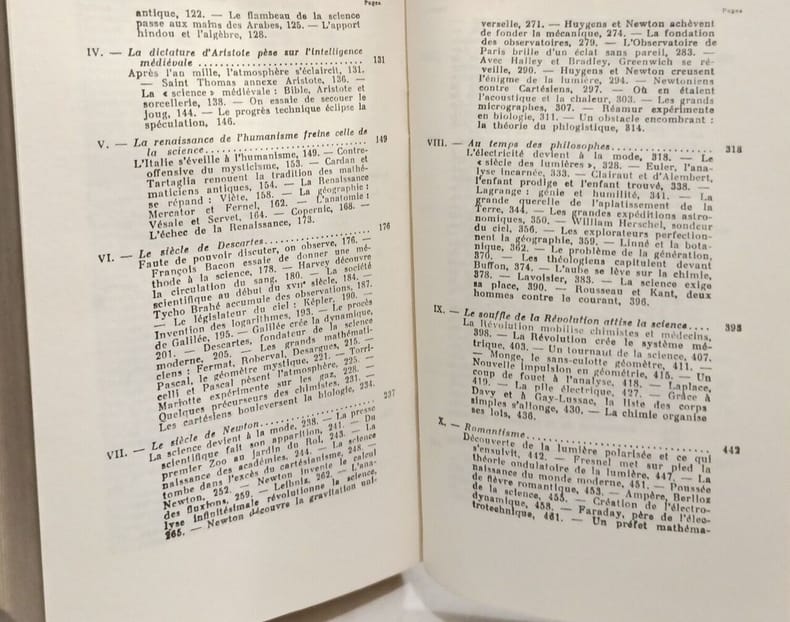 Pages
antique, 122. — Le flambeau de la science
passe aux mains des Arabes, 125. — L'apport
hindou et l'algèbre, 128.
IV. — La dictature d'Aristote pèse sur l'intelligence
médiévale .............................. 131
Après l'an mille, l'atmosphère s'éclaircit, 131.
— Saint Thomas annexe Aristote, 136. —
La « science » médiévale : Bible, Aristote et
sorcellerie, 138. — On essaie de secouer le
joug, 144. — Le progrès technique éclipse la
spéculation, 146.
V. — La renaissance de l'humanisme freine celle de
la science .............................. 149
L'Italie s'éveille à l'humanisme, 149. — Contre-
offensive du mysticisme, 153. — Cardan et
Tartaglia renouent la tradition des mathé-
maticiens antiques, 154. — La Renaissance
se répand : Viète, 158. — La géographie :
Mercator et Fernel, 162. — L'anatomie :
Vésale et Servet, 164. — Copernic, 168. —
L'échec de la Renaissance, 173.
VI. — Le siècle de Descartes .................... 176
Faute de pouvoir discuter, on observe, 176. —
François Bacon essaie de donner une mé-
thode à la science, 178. — Harvey découvre
la circulation du sang, 180. — La société
scientifique au début du XVIIe siècle, 184. —
Tycho Brahé accumule des observations, 187.
— Le législateur du ciel : Képler, 190. —
Invention des logarithmes, 193. — Le procès
de Galilée, 195. — Galilée crée la dynamique,
201. — Descartes, fondateur de la science
moderne, 205. — Les grands mathémati-
ciens : Fermat, Roberval, Desargues, 215. —
Pascal, le géomètre mystique, 221. — Torri-
celli et Pascal pèsent l'atmosphère, 225. —
Mariotte expérimente sur les gaz, 228. —
Quelques précurseurs des chimistes, 231. —
Les cartésiens bouleversent la biologie, 234.
VII. — Le siècle de Newton .................... 237
La science devient à la mode, 238. — La presse
scientifique fait son apparition, 241. — Du
premier Zoo au jardin du Roi, 243. — La
naissance des académies, 244. — La science
tombe dans l'excès du cartésianisme, 248. —
Newton, 252. — Newton invente le calcul
des fluxions, 259. — Leibniz, 262. — L'ana-
lyse infinitésimale révolutionne la science,
265. — Newton découvre la gravitation uni-
Pages
verselle, 271. — Huygens et Newton achèvent
de fonder la mécanique, 274. — La fondation
des observatoires, 279. — L'Observatoire de
Paris brille d'un éclat sans pareil, 283. —
Avec Halley et Bradley, Greenwich se ré-
veille, 290. — Huygens et Newton creusent
l'énigme de la lumière, 294. — Newtoniens
contre Cartésiens, 297. — Où en étaient
l'acoustique et la chaleur, 303. — Les grands
micrographes, 307. — Réamur expérimente
en biologie, 311. — Un obstacle encombrant :
la théorie du phlogistique, 314.
VIII. — Au temps des philosophes .............. 318
L'électricité devient à la mode, 318. — Le
« siècle des lumières », 328. — Euler, l'ana-
lyse incarnée, 333. — Clairaut et d'Alembert,
l'enfant prodige et l'enfant trouvé, 338. —
Lagrange : génie et humilité, 341. — La
grande querelle de l'aplatissement de la
Terre, 344. — Les grandes expéditions astro-
nomiques, 350. — William Herschel, sondeur
du ciel, 356. — Les explorateurs perfection-
nent la géographie, 359. — Linné et la bota-
nique, 362. — Le problème de la génération,
370. — Les théologiens capitulent devant
Buffon, 374. — L'aube se lève sur la chimie,
378. — Lavoisier, 383. — La science exige
sa place, 390. — Rousseau et Kant, deux
hommes contre le courant, 396.
IX. — Le souffle de la Révolution attise la science.... 398
La Révolution mobilise chimistes et médecins,
398. — La Révolution crée le système mé-
trique, 403. — Un tournant de la science, 407.
— Monge, le sans-culotte géomètre, 411. —
Nouvelle impulsion en géométrie, 415. — Un
coup de fouet à l'analyse, 418. — Laplace,
419. — La pile électrique, 427. — Grâce à
Davy et à Gay-Lussac, la liste des corps
simples s'allonge, 430. — La chimie organise
ses lois, 436.
X. — Romantisme .............................. 442
Découverte de la lumière polarisée et ce qui
s'ensulvit, 442. — Fresnel met sur pied la
théorie ondulatoire de la lumière, 447. — La
naissance du monde moderne, 451. — Poussée
de fièvre romantique, 453. — Ampère, Berlioz
de la science, 455. — Création de l'électro-
dynamique, 458. — Faraday, père de l'élec-
trotechnique, 461. — Un préfet mathéma-